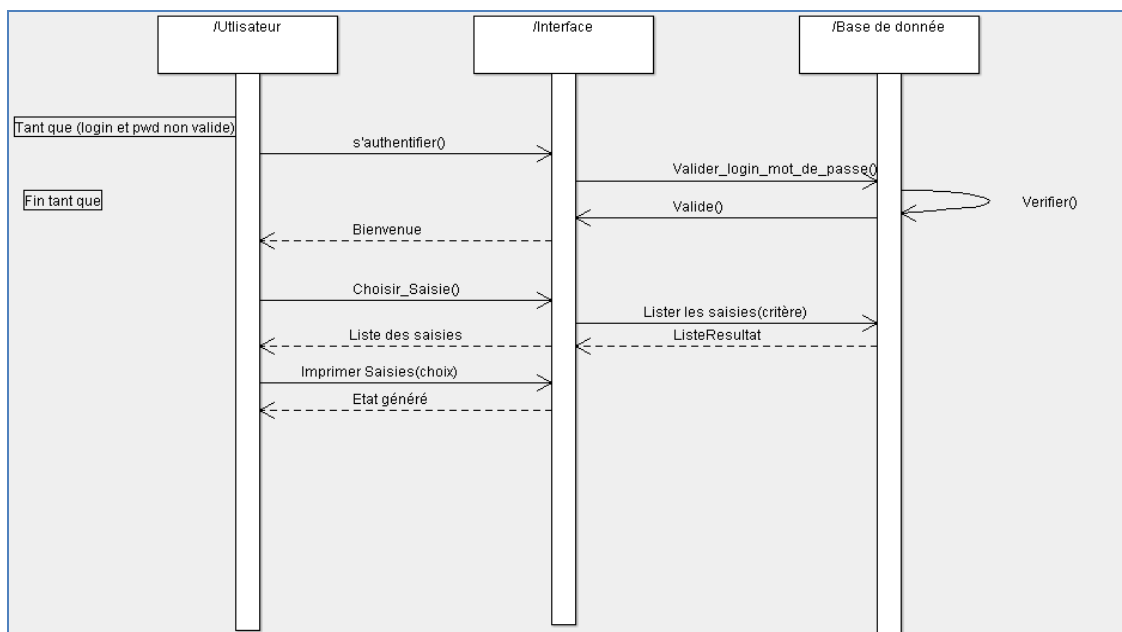 /Utlisateur
/Interface
/Base de donnée
Tant que (login et pwd non valide)
s'authentifier()
Valider_login_mot_de_passe()
Fin tant que
Valide()
Verifier()
Bienvenue
Choisir_Saisie()
Lister les saisies(critère)
Liste des saisies
ListeResultat
Imprimer Saisies(choix)
Etat généré